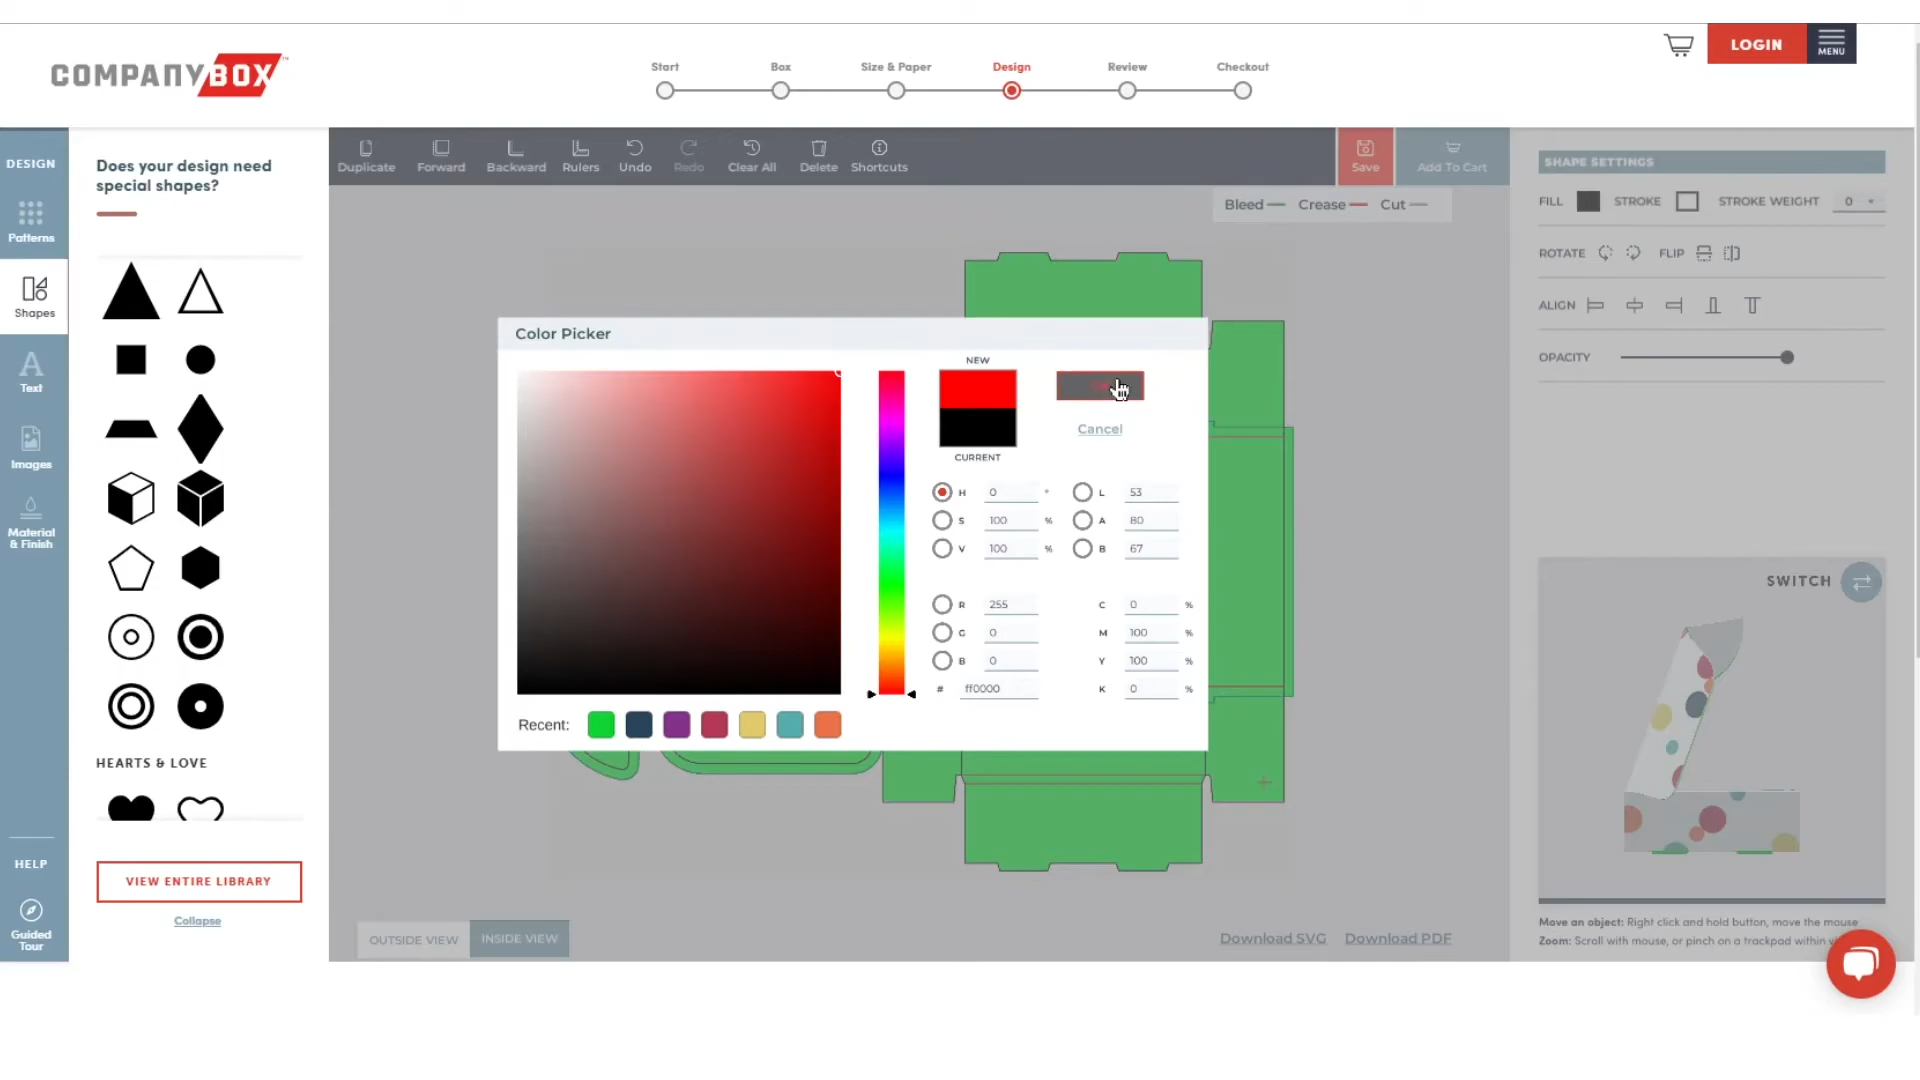 COMPANYBOX™
Start
Box
Size & Paper
Design
Review
Checkout
LOGIN
MENU
DESIGN
Patterns
Shapes
Text
Images
Material
& Finish
HELP
Guided
Tour
Does your design need
special shapes?
HEARTS & LOVE
VIEW ENTIRE LIBRARY
Collapse
Duplicate
Forward
Backward
Rulers
Undo
Redo
Clear All
Delete
Shortcuts
Save
Add To Cart
Bleed
Crease
Cut
Color Picker
NEW
CURRENT
Cancel
H 0 °
S 100 %
V 100 %
L 53
A 80
B 67
R 255
G 0
B 0
# ff0000
C 0 %
M 100 %
Y 100 %
K 0 %
Recent:
OUTSIDE VIEW
INSIDE VIEW
Download SVG
Download PDF
SHAPE SETTINGS
FILL
STROKE
STROKE WEIGHT 0
ROTATE
FLIP
ALIGN
OPACITY
SWITCH
Move an object: Right click and hold button, move the mouse
Zoom: Scroll with mouse, or pinch on a trackpad within